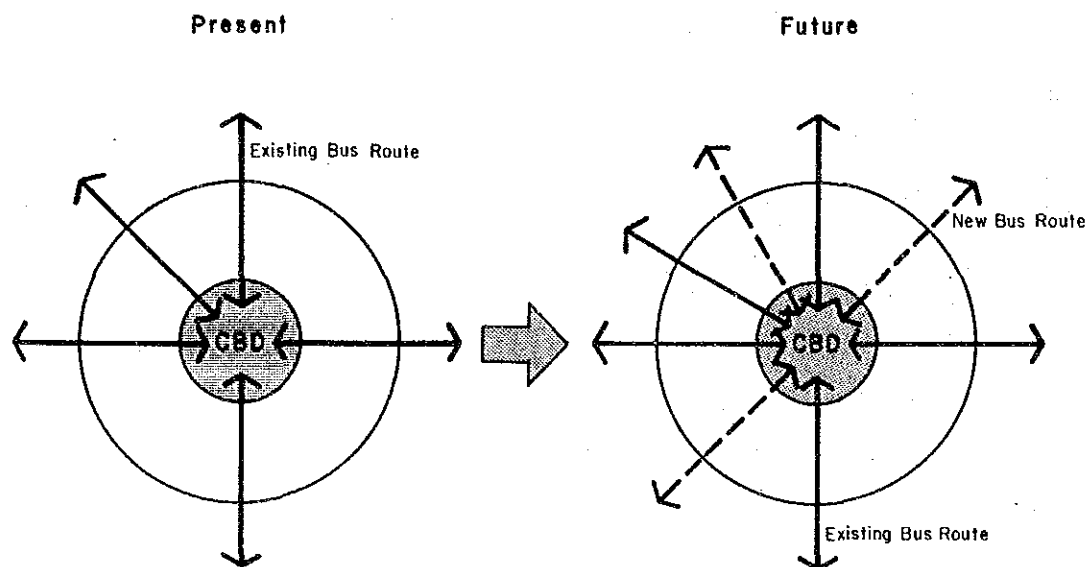 Present
Future
Existing Bus Route
New Bus Route
CBD
CBD
Existing Bus Route